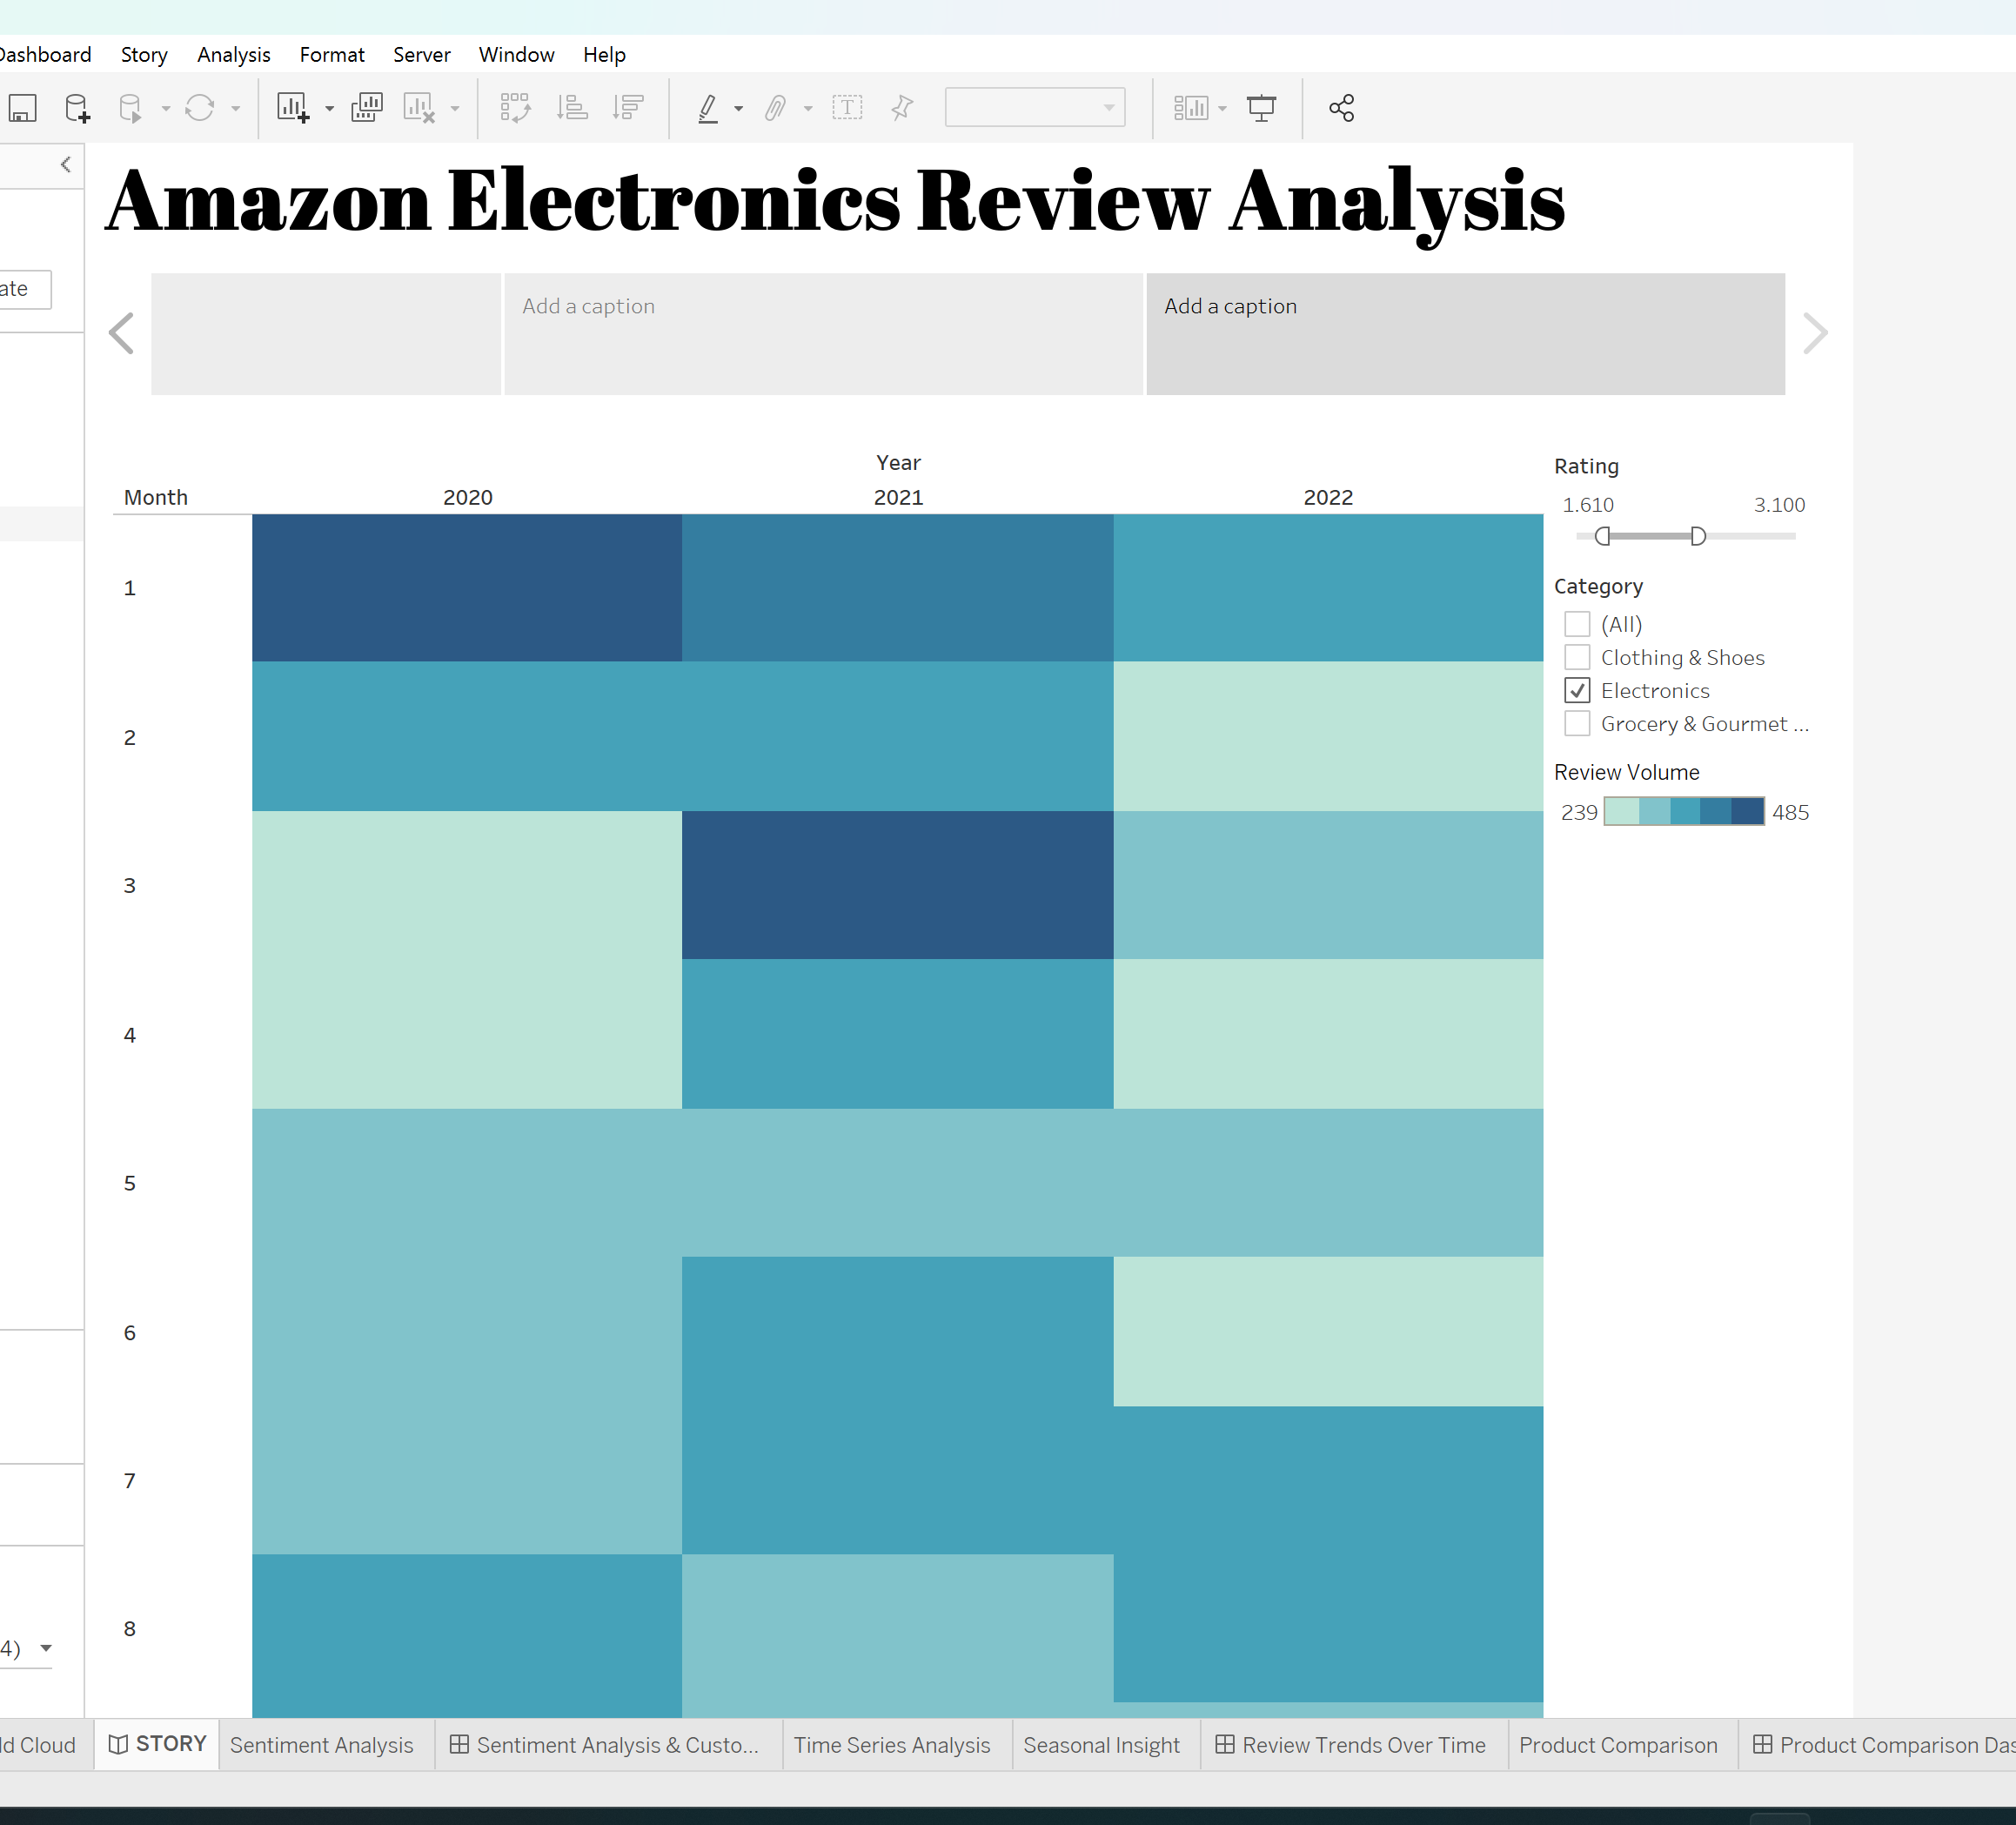 Dashboard Story Analysis Format Server Window Help
Amazon Electronics Review Analysis
ate
Add a caption
Add a caption
Year
Month 2020 2021 2022
1
2
3
4
5
6
7
8
Rating
1.610 3.100
Category
(All)
Clothing & Shoes
Electronics
Grocery & Gourmet ...
Review Volume
239 485
4)
ld Cloud STORY Sentiment Analysis Sentiment Analysis & Custo... Time Series Analysis Seasonal Insight Review Trends Over Time Product Comparison Product Comparison Das